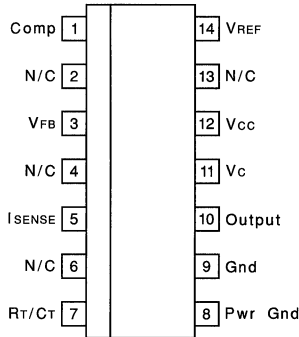 Comp 1 14 VREF
N/C 2 13 N/C
VFB 3 12 Vcc
N/C 4 11 Vc
ISENSE 5 10 Output
N/C 6 9 Gnd
RT/CT 7 8 Pwr Gnd